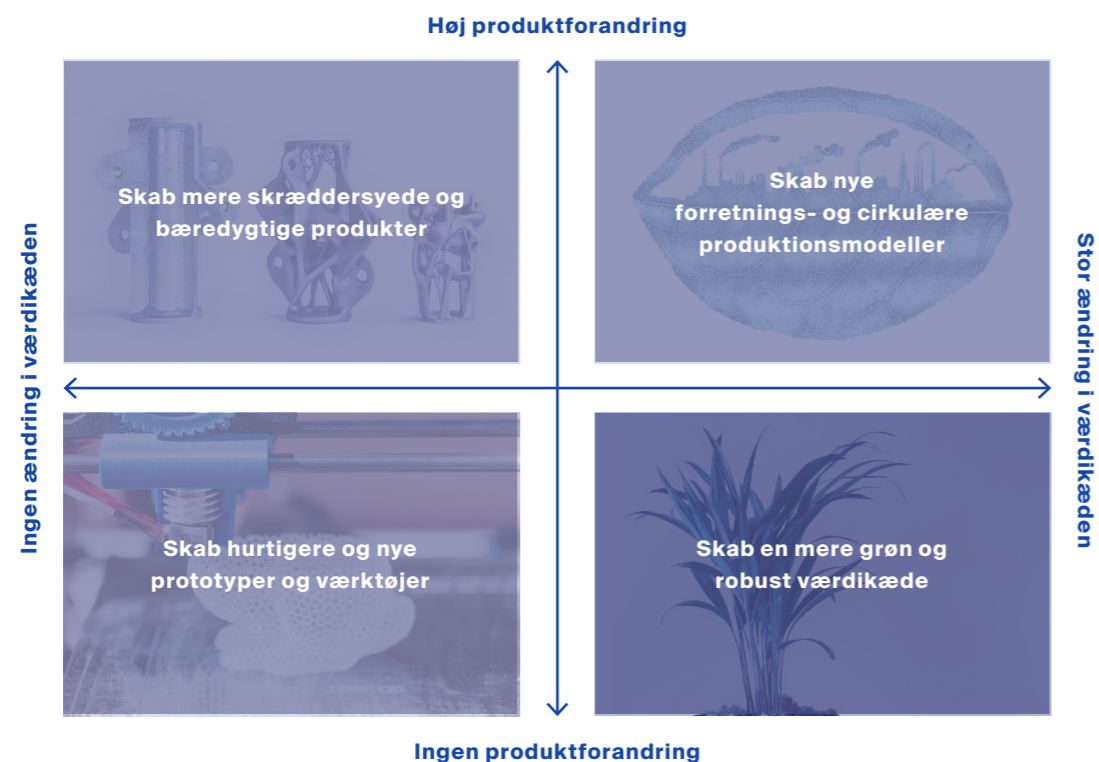 Høj produktforandring
Skab mere skræddersyede og
bæredygtige produkter
Skab nye
forretnings- og cirkulære
produktionsmodeller
Ingen ændring i værdikæden
Stor ændring i værdikæden
Skab hurtigere og nye
prototyper og værktøjer
Skab en mere grøn og
robust værdikæde
Ingen produktforandring